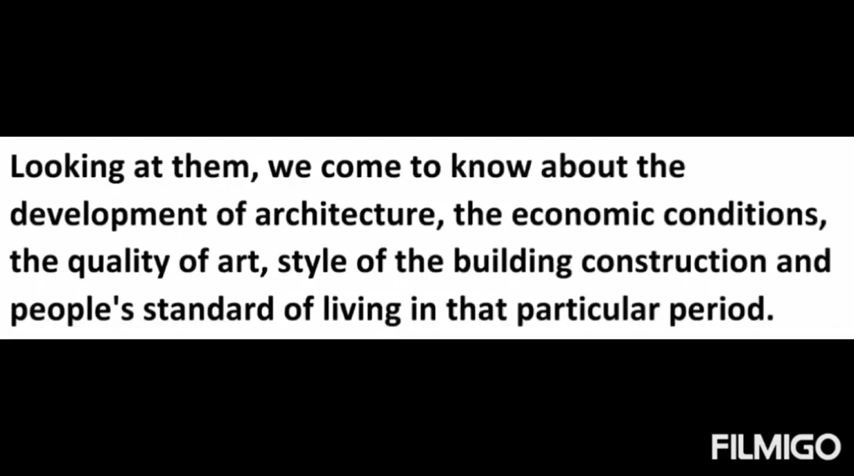 Looking at them, we come to know about the
development of architecture, the economic conditions,
the quality of art, style of the building construction and
people's standard of living in that particular period.
FILMIGO